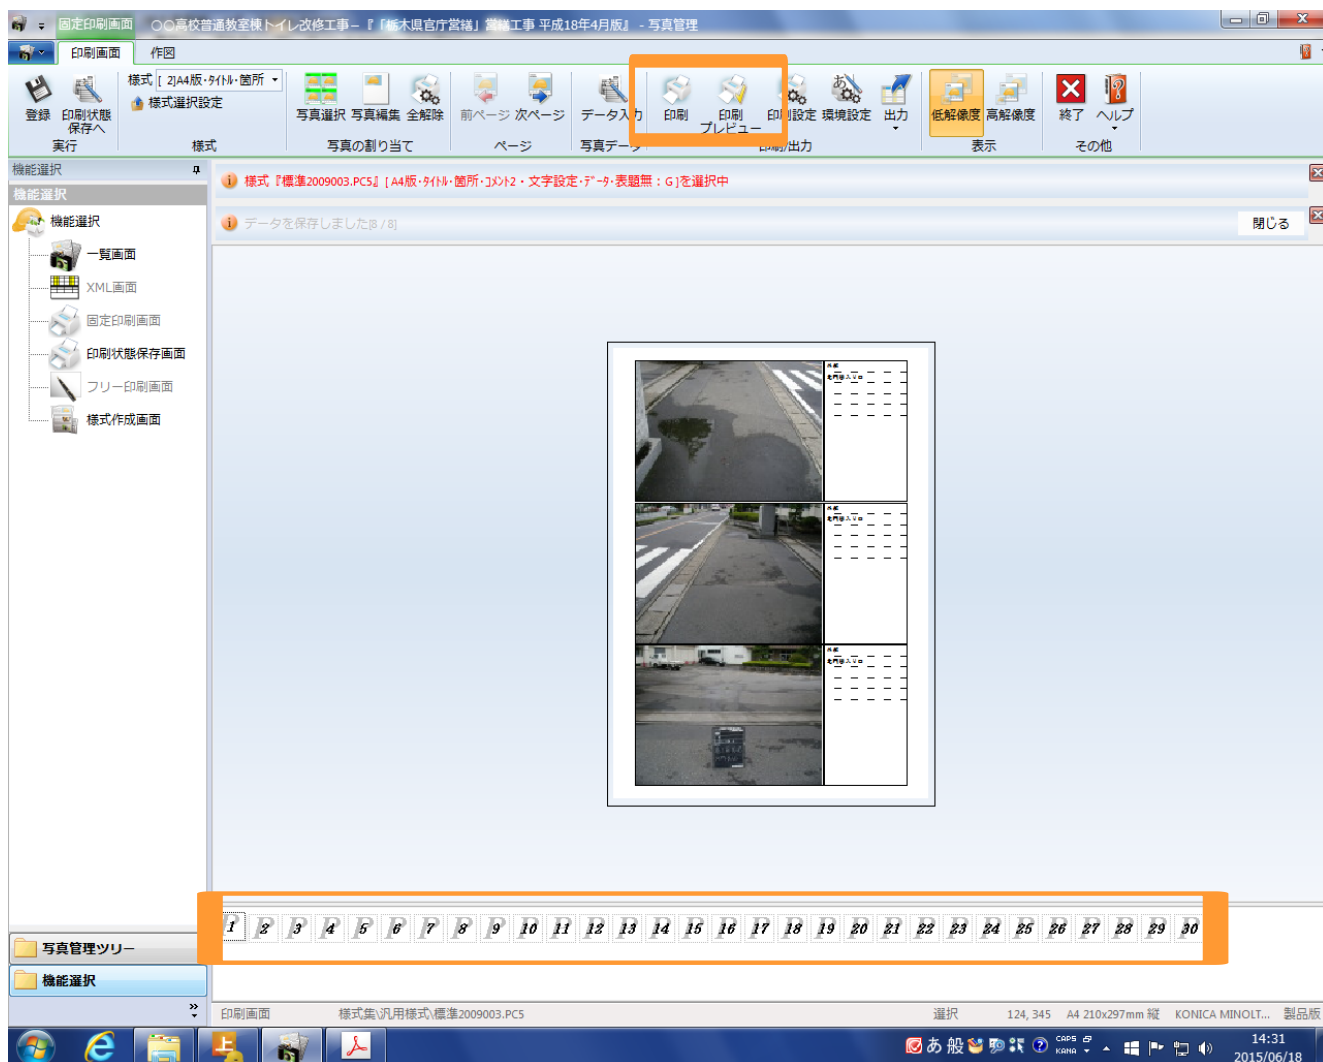 固定印刷画面 〇〇高校普通教室棟トイレ改修工事－『「栃木県官庁営繕」営繕工事 平成18年4月版』 - 写真管理
印刷画面 作図
登録
印刷状態
保存へ
実行
様式 [ 2]A4版・ﾀｲﾄﾙ・箇所
様式選択設定
様式
写真選択 写真編集 全解除
写真の割り当て
前ページ 次ページ
ページ
データ入力
写真データ
印刷
印刷
プレビュー
印刷設定 環境設定 出力
印刷/出力
低解像度 高解像度
表示
終了 ヘルプ
その他
機能選択
機能選択
機能選択
一覧画面
XML画面
固定印刷画面
印刷状態保存画面
フリー印刷画面
様式作成画面
様式『標準2009003.PC5』[ A4版・ﾀｲﾄﾙ・箇所・ｺﾒﾝﾄ2・文字設定・ﾃﾞｰﾀ・表題無：G ]を選択中
データを保存しました[8 / 8]
閉じる
1 2 3 4 5 6 7 8 9 10 11 12 13 14 15 16 17 18 19 20 21 22 23 24 25 26 27 28 29 30
写真管理ツリー
機能選択
印刷画面 様式集\汎用様式\標準2009003.PC5 選択 124, 345 A4 210x297mm 縦 KONICA MINOLT... 製品版
あ 般 CAPS KANA
14:31
2015/06/18